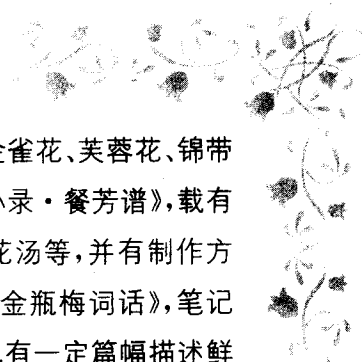 雀花、芙蓉花、锦带
录·餐芳谱》,载有
花汤等,并有制作方
金瓶梅词话》,笔记
有一定篇幅描述鲜